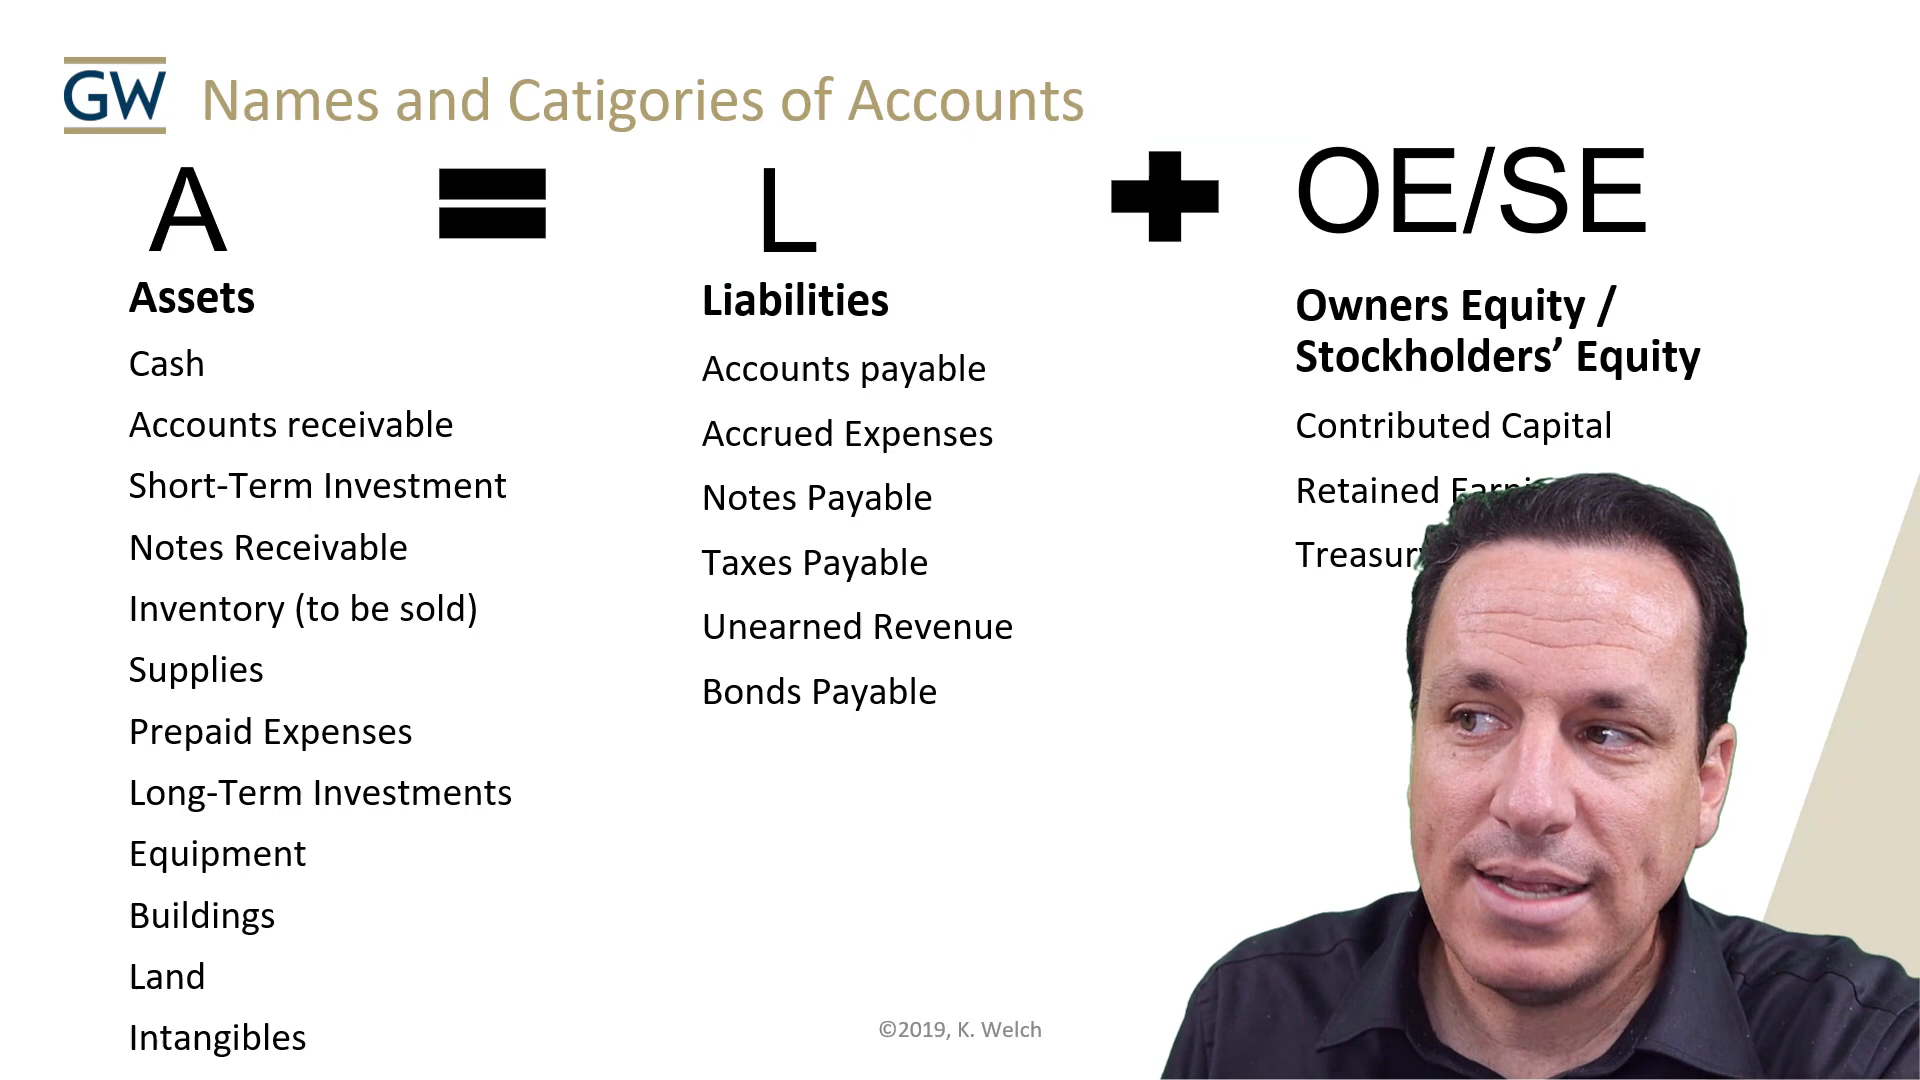 GW
Names and Catigories of Accounts
A = L + OE/SE
Assets
Cash
Accounts receivable
Short-Term Investment
Notes Receivable
Inventory (to be sold)
Supplies
Prepaid Expenses
Long-Term Investments
Equipment
Buildings
Land
Intangibles
Liabilities
Accounts payable
Accrued Expenses
Notes Payable
Taxes Payable
Unearned Revenue
Bonds Payable
Owners Equity /
Stockholders’ Equity
Contributed Capital
Retained
©2019, K. Welch